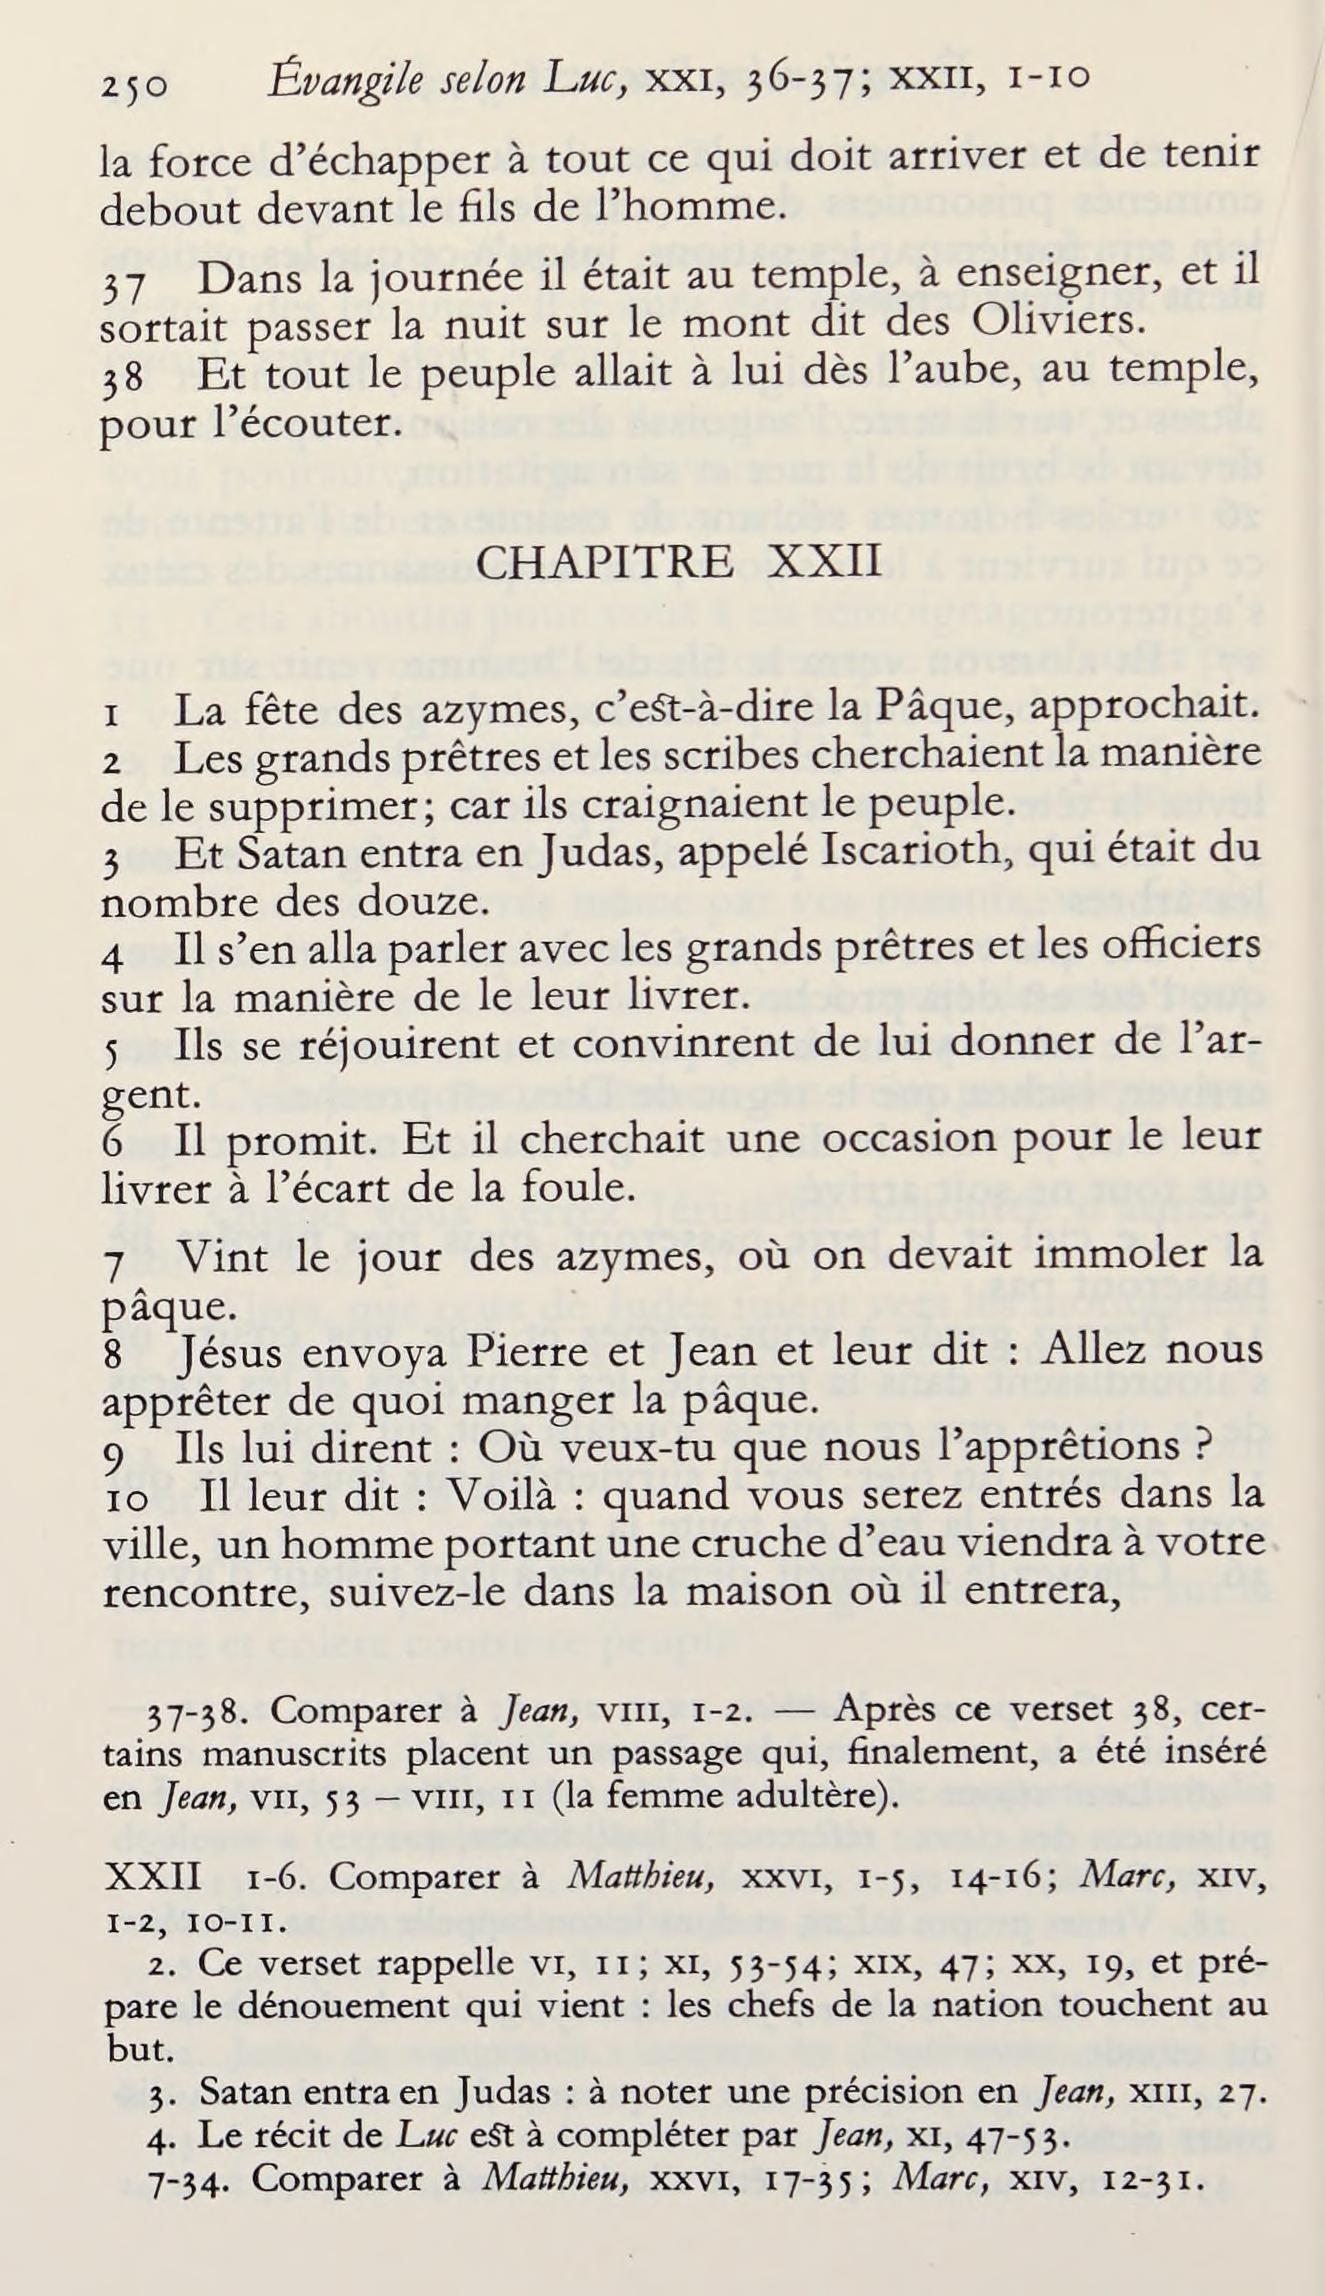 250 Évangile selon Luc, XXI, 36-37; XXII, 1-10
la force d'échapper à tout ce qui doit arriver et de tenir
debout devant le fils de l'homme.
37 Dans la journée il était au temple, à enseigner, et il
sortait passer la nuit sur le mont dit des Oliviers.
38 Et tout le peuple allait à lui dès l'aube, au temple,
pour l'écouter.
CHAPITRE XXII
1 La fête des azymes, c'est-à-dire la Pâque, approchait.
2 Les grands prêtres et les scribes cherchaient la manière
de le supprimer; car ils craignaient le peuple.
3 Et Satan entra en Judas, appelé Iscarioth, qui était du
nombre des douze.
4 Il s'en alla parler avec les grands prêtres et les officiers
sur la manière de le leur livrer.
5 Ils se réjouirent et convinrent de lui donner de l'ar-
gent.
6 Il promit. Et il cherchait une occasion pour le leur
livrer à l'écart de la foule.
7 Vint le jour des azymes, où on devait immoler la
pâque.
8 Jésus envoya Pierre et Jean et leur dit : Allez nous
apprêter de quoi manger la pâque.
9 Ils lui dirent : Où veux-tu que nous l'apprêtions ?
10 Il leur dit : Voilà : quand vous serez entrés dans la
ville, un homme portant une cruche d'eau viendra à votre
rencontre, suivez-le dans la maison où il entrera,
37-38. Comparer à Jean, VIII, 1-2. — Après ce verset 38, cer-
tains manuscrits placent un passage qui, finalement, a été inséré
en Jean, VII, 53 – VIII, 11 (la femme adultère).
XXII 1-6. Comparer à Matthieu, XXVI, 1-5, 14-16; Marc, XIV,
1-2, 10-11.
2. Ce verset rappelle VI, 11; XI, 53-54; XIX, 47; XX, 19, et pré-
pare le dénouement qui vient : les chefs de la nation touchent au
but.
3. Satan entra en Judas : à noter une précision en Jean, XIII, 27.
4. Le récit de Luc est à compléter par Jean, XI, 47-53.
7-34. Comparer à Matthieu, XXVI, 17-35; Marc, XIV, 12-31.